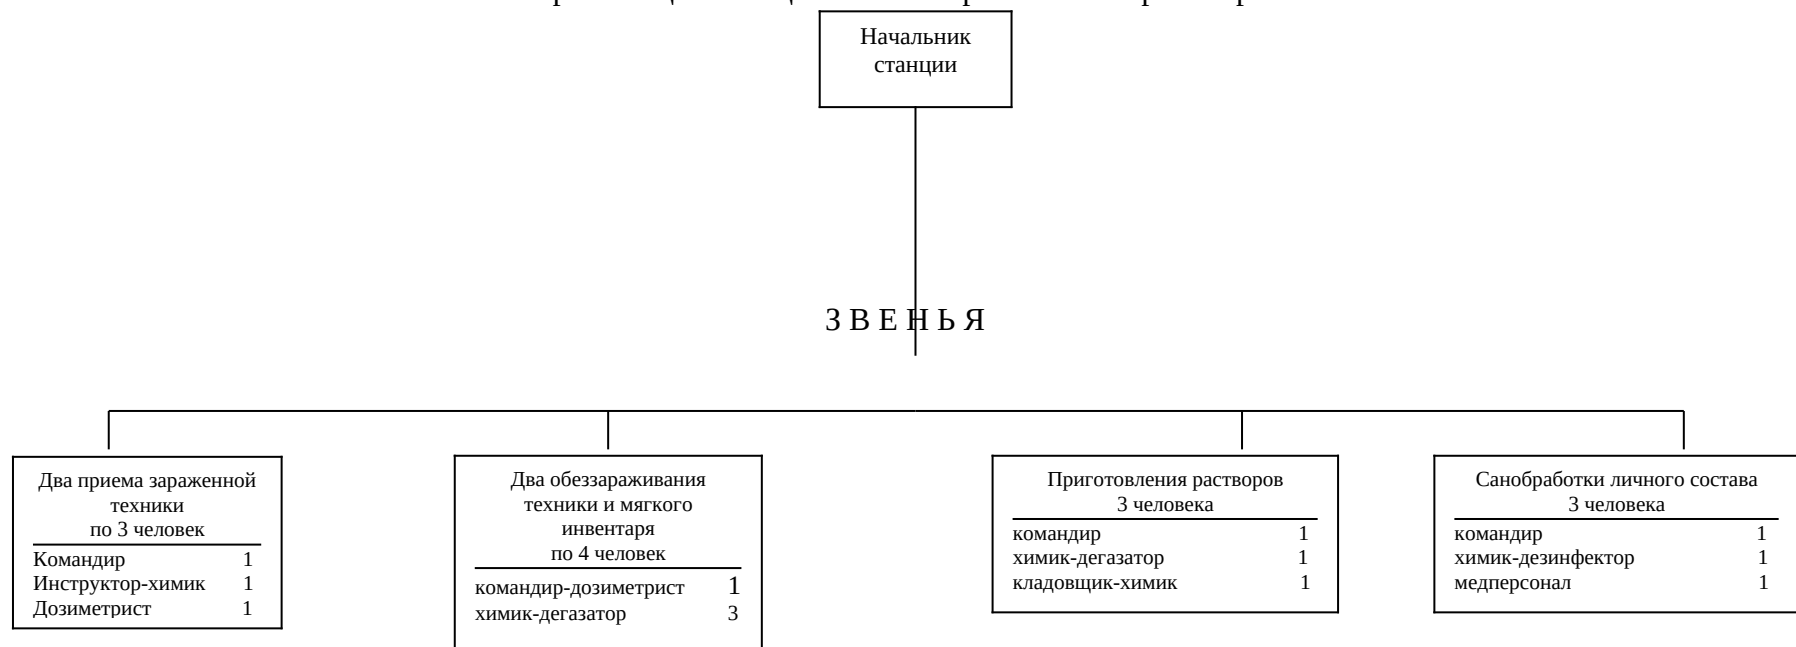 Начальник
станции
З В Е Н Ь Я
Два приема зараженной
техники
по 3 человек
Командир 1
Инструктор-химик 1
Дозиметрист 1
Два обеззараживания
техники и мягкого
инвентаря
по 4 человек
командир-дозиметрист 1
химик-дегазатор 3
Приготовления растворов
3 человека
командир 1
химик-дегазатор 1
кладовщик-химик 1
Санобработки личного состава
3 человека
командир 1
химик-дезинфектор 1
медперсонал 1